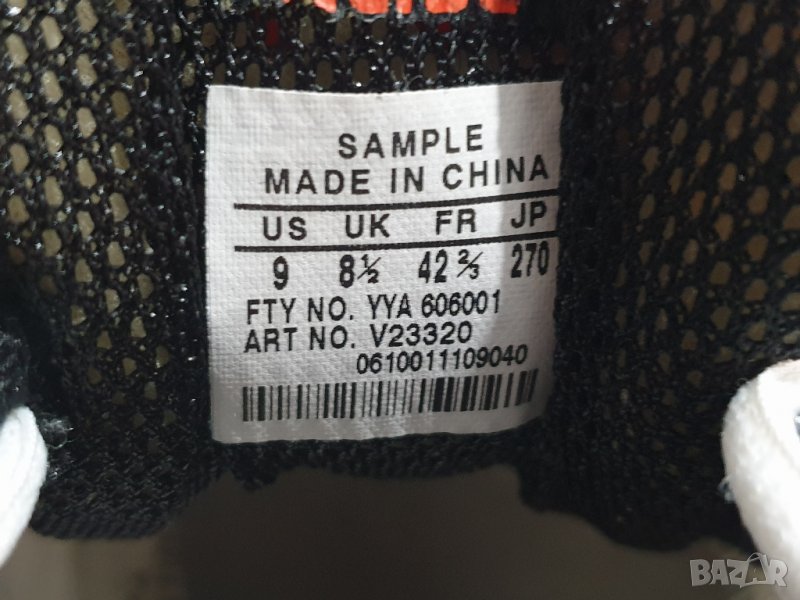 SAMPLE
MADE IN CHINA
US UK FR JP
9 8½ 42⅔ 270
FTY NO. YYA 606001
ART NO. V23320
0610011109040
BAZAR